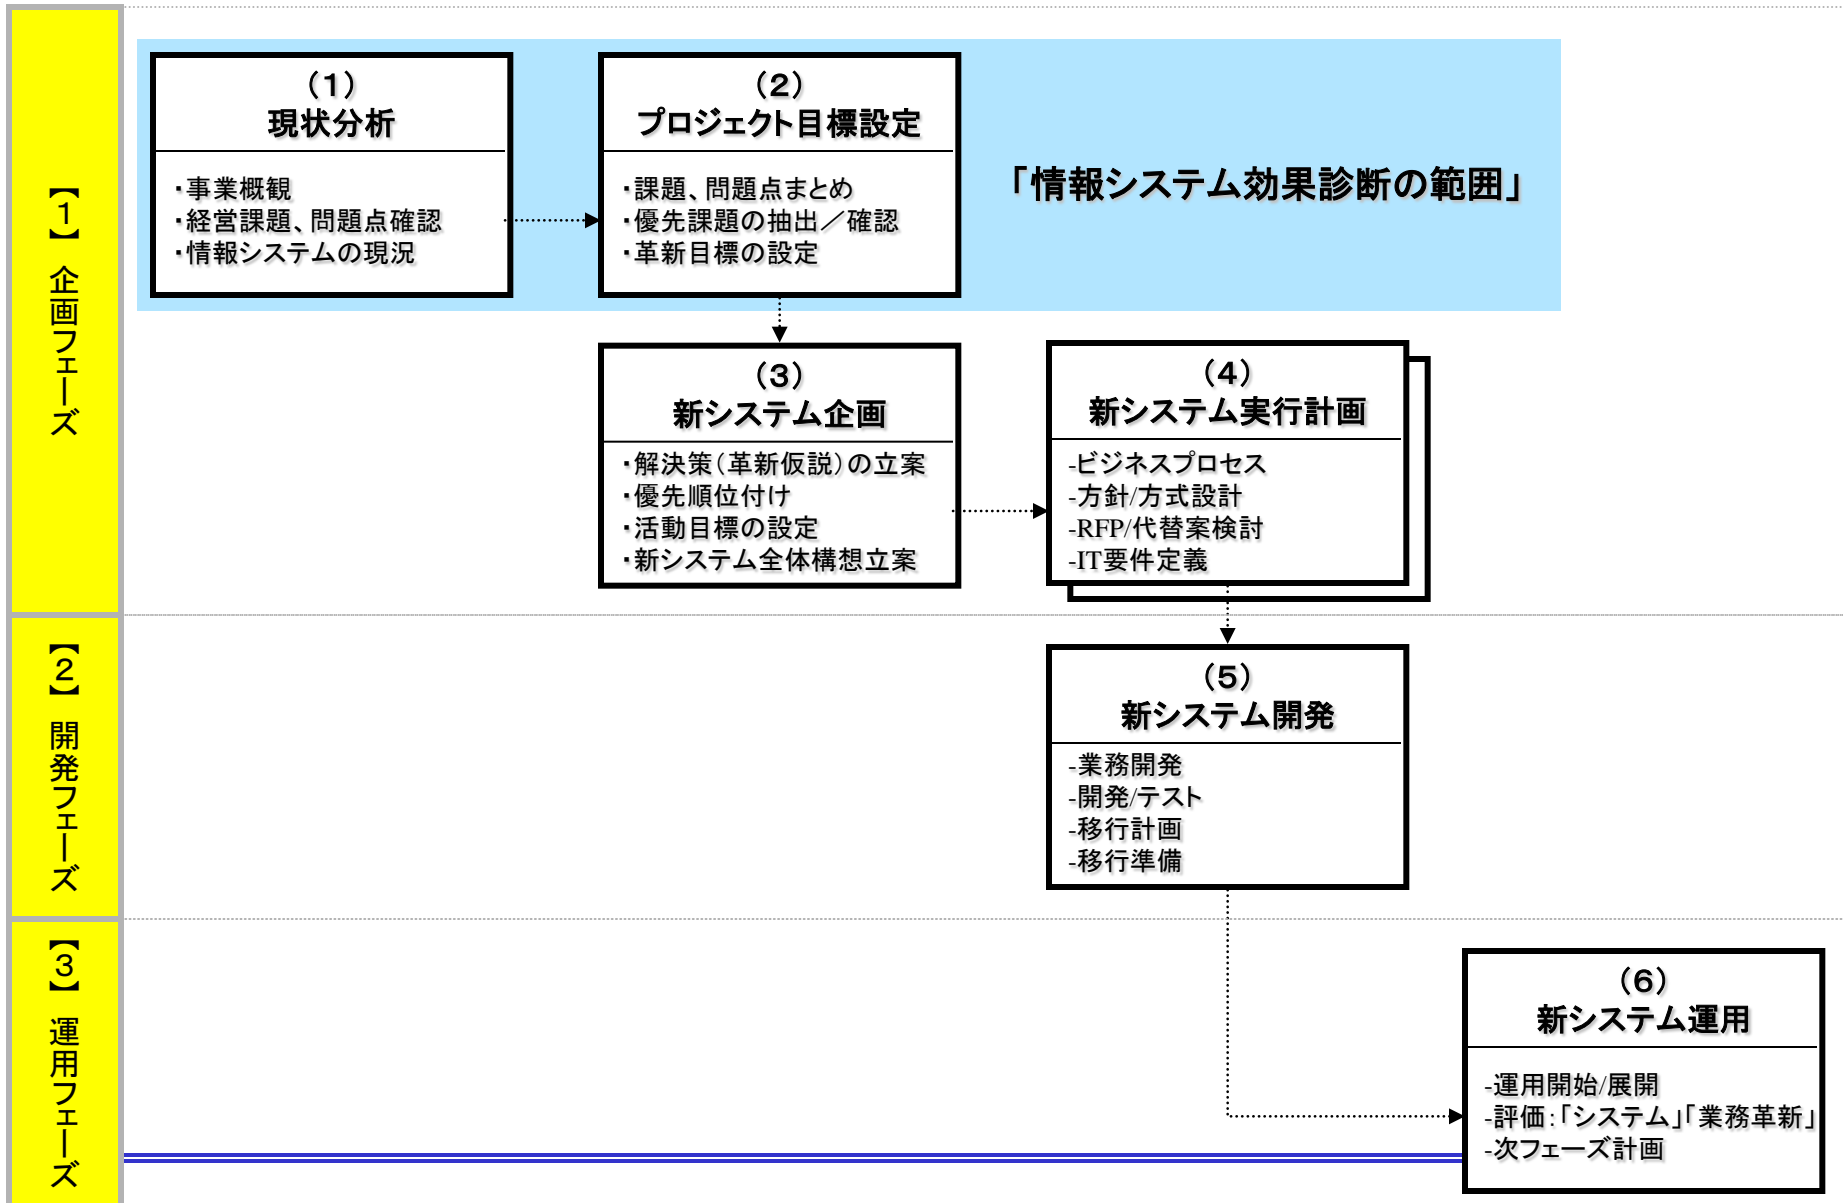 【1】 企画フェーズ
（1）
現状分析
・事業概観
・経営課題、問題点確認
・情報システムの現況
（2）
プロジェクト目標設定
・課題、問題点まとめ
・優先課題の抽出／確認
・革新目標の設定
「情報システム効果診断の範囲」
（3）
新システム企画
・解決策（革新仮説）の立案
・優先順位付け
・活動目標の設定
・新システム全体構想立案
（4）
新システム実行計画
-ビジネスプロセス
-方針/方式設計
-RFP/代替案検討
-IT要件定義
【2】 開発フェーズ
（5）
新システム開発
-業務開発
-開発/テスト
-移行計画
-移行準備
【3】 運用フェーズ
（6）
新システム運用
-運用開始/展開
-評価：「システム」「業務革新」
-次フェーズ計画